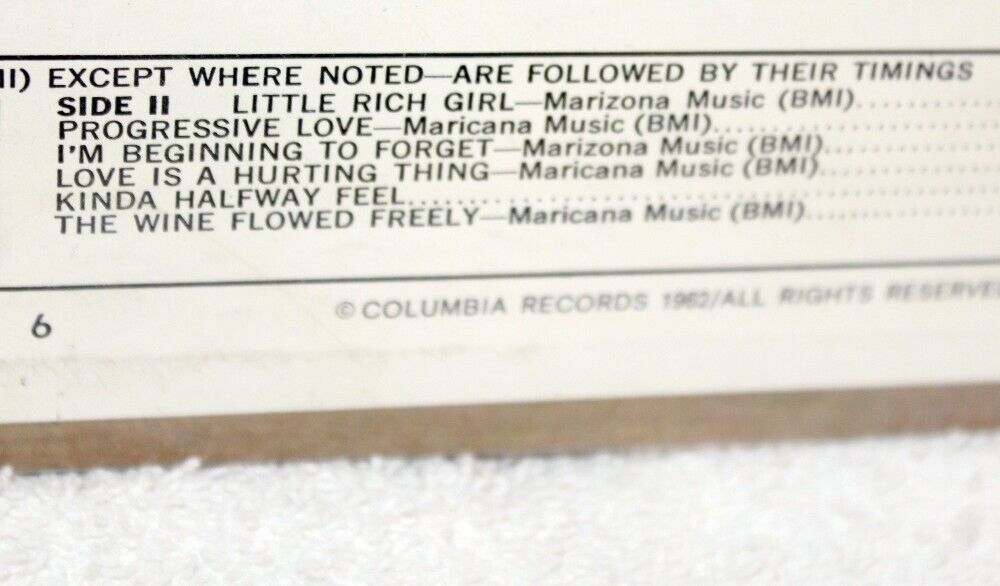 II) EXCEPT WHERE NOTED—ARE FOLLOWED BY THEIR TIMINGS
SIDE II LITTLE RICH GIRL—Marizona Music (BMI)
PROGRESSIVE LOVE—Maricana Music (BMI)
I'M BEGINNING TO FORGET—Marizona Music (BMI)
LOVE IS A HURTING THING—Maricana Music (BMI)
KINDA HALFWAY FEEL
THE WINE FLOWED FREELY—Maricana Music (BMI)
6 © COLUMBIA RECORDS 1962/ALL RIGHTS RESERVE